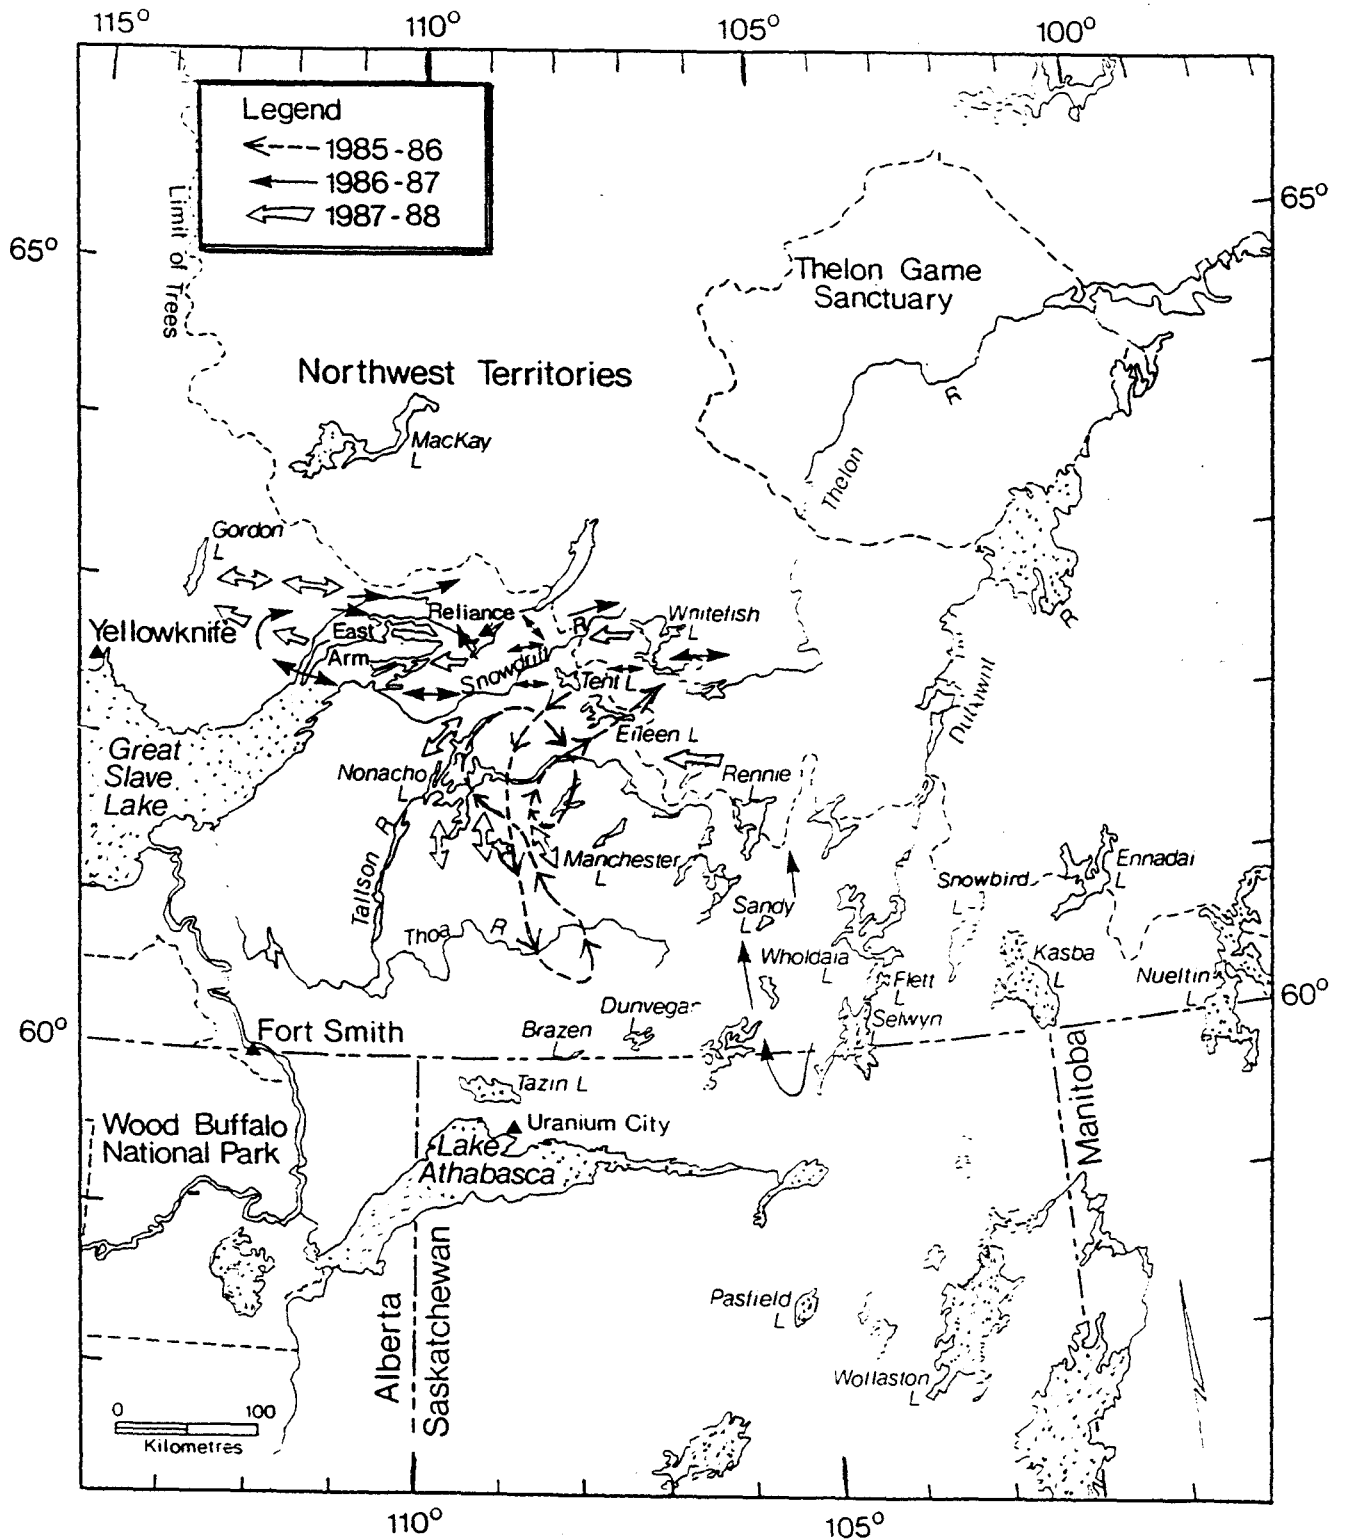 115°
110°
105°
100°
Legend
1985-86
1986-87
1987-88
65°
65°
Limit of Trees
Thelon Game
Sanctuary
Northwest Territories
R
MacKay
L
Thelon
Gordon
L
Reliance
Whitefish
L
R
R
Yellowknife
East
Arm
Snowdrift
Tent L
Dubawnt
Great
Slave
Lake
Eileen L
Nonacho
L
Rennie
L
R
Manchester
L
Ennadai
L
Snowbird
L
Taltson
Sandy
L
Thoa
R
Wholdaia
L
Kasba
L
Flett
L
Nueltin
L
60°
60°
Dunvegan
L
Selwyn
L
Fort Smith
Brazen
L
Tazin L
Manitoba
Wood Buffalo
National Park
Uranium City
Lake
Athabasca
Alberta
Saskatchewan
Pasfield
L
Wollaston
L
0 100
Kilometres
110°
105°